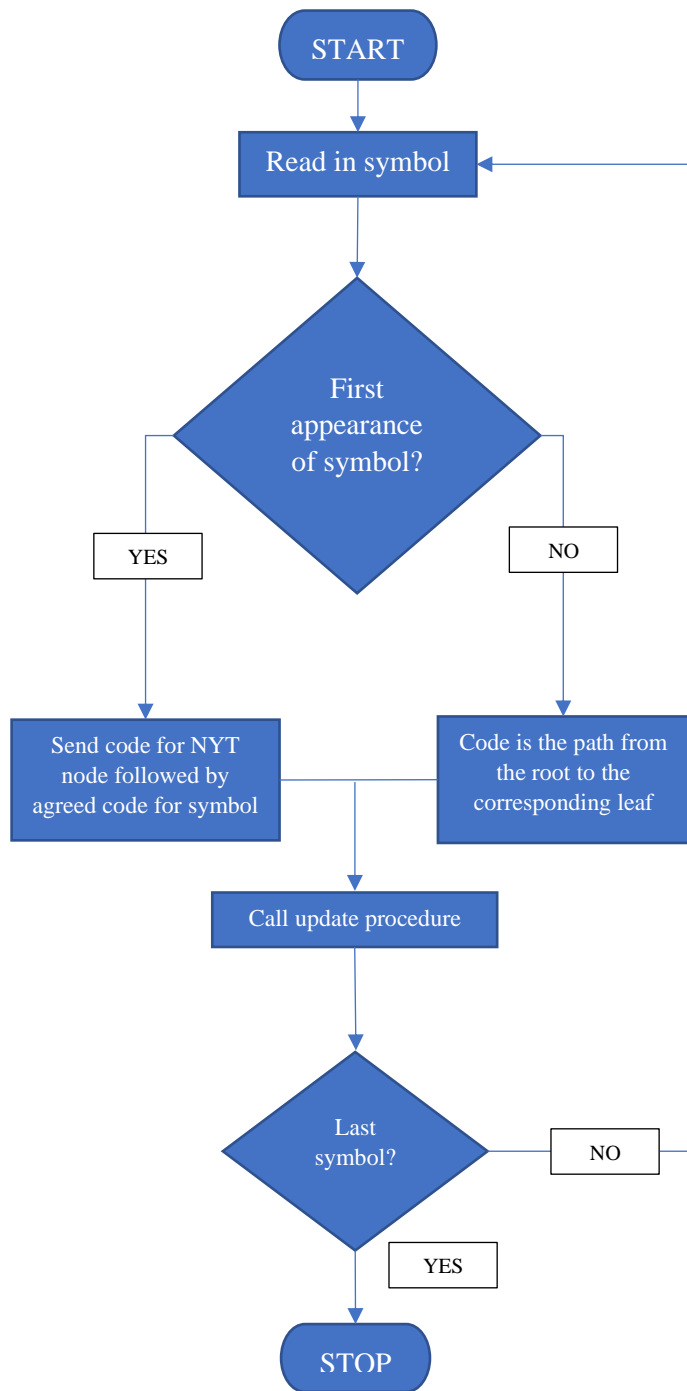 START
Read in symbol
First
appearance
of symbol?
YES
NO
Send code for NYT
node followed by
agreed code for symbol
Code is the path from
the root to the
corresponding leaf
Call update procedure
Last
symbol?
NO
YES
STOP